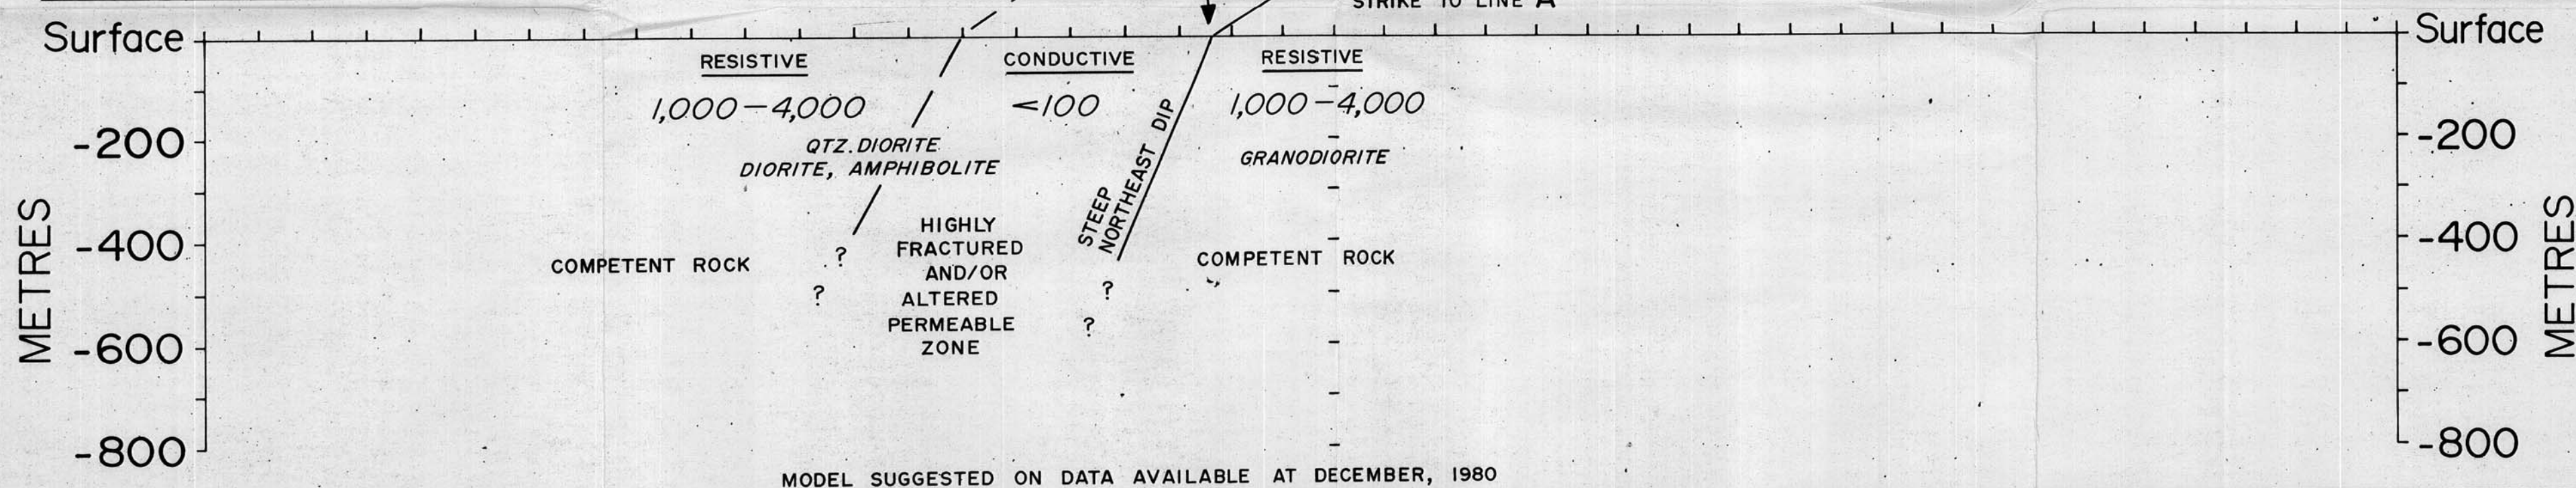 STRIKE TO LINE A
Surface
Surface
RESISTIVE
CONDUCTIVE
RESISTIVE
1,000-4,000
<100
1,000-4,000
-200
-200
QTZ. DIORITE
DIORITE, AMPHIBOLITE
STEEP
NORTHEAST DIP
GRANODIORITE
METRES
METRES
-400
-400
COMPETENT ROCK
?
?
HIGHLY
FRACTURED
AND/OR
ALTERED
PERMEABLE
ZONE
?
?
COMPETENT ROCK
-600
-600
-800
-800
MODEL SUGGESTED ON DATA AVAILABLE AT DECEMBER, 1980